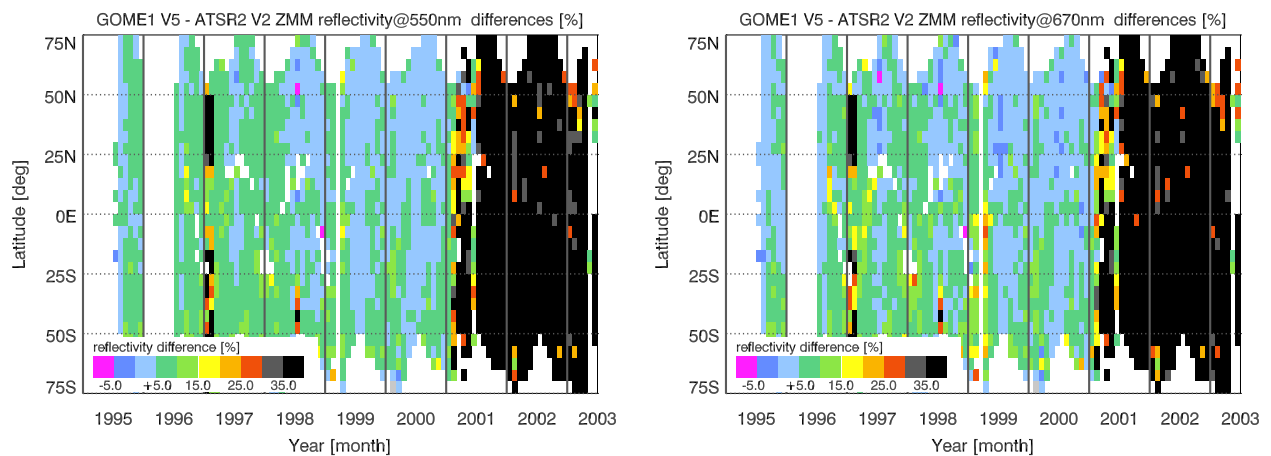 GOME1 V5 - ATSR2 V2 ZMM reflectivity@550nm differences [%]
75N
50N
25N
0E
25S
50S
75S
Latitude [deg]
reflectivity difference [%]
-5.0 +5.0 15.0 25.0 35.0
1995 1996 1997 1998 1999 2000 2001 2002 2003
Year [month]
GOME1 V5 - ATSR2 V2 ZMM reflectivity@670nm differences [%]
75N
50N
25N
0E
25S
50S
75S
Latitude [deg]
reflectivity difference [%]
-5.0 +5.0 15.0 25.0 35.0
1995 1996 1997 1998 1999 2000 2001 2002 2003
Year [month]